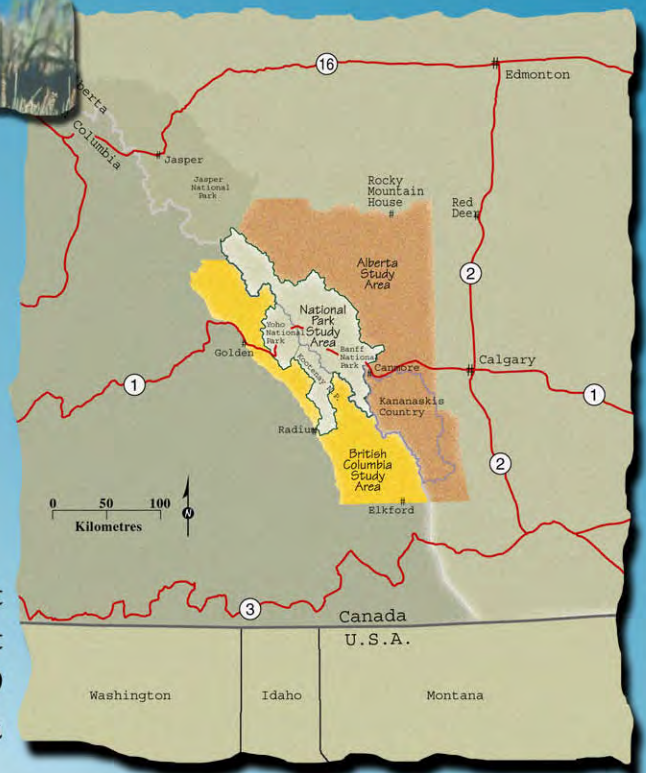 16
Edmonton
Alberta
Columbia
Jasper
Jasper
National
Park
Rocky
Mountain
House
Red
Deer
Alberta
Study
Area
2
National
Park
Study
Area
Yoho
National
Park
Banff
National
Park
Kootenay
Golden
Canmore
Calgary
1
1
Kananaskis
Country
Radium
2
British
Columbia
Study
Area
Elkford
0 50 100
Kilometres
N
3
Canada
U.S.A.
Washington
Idaho
Montana